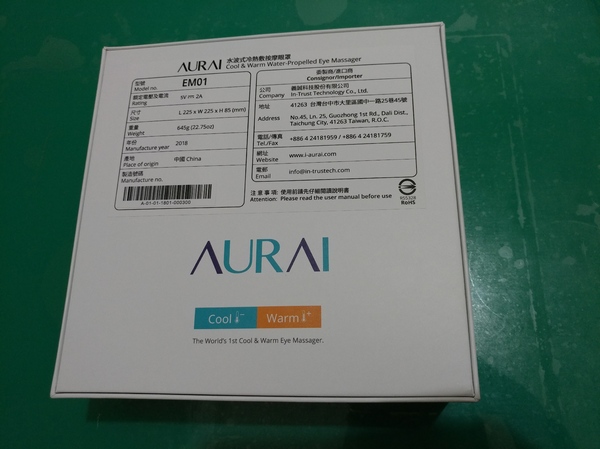 AURAI 水波式冷熱敷按摩眼罩
Cool & Warm Water-Propelled Eye Massager
型號
Model no. EM01
額定電壓及電流
Rating 5V 2A
尺寸
Size L 225 x W 225 x H 85 (mm)
重量
Weight 645g (22.75oz)
年份
Manufacture year 2018
產地
Place of origin 中國 China
製造號碼
Manufacture no.
A-01-01-1801-000309
委製商/進口商
Consignor/Importer
公司 義誠科技股份有限公司
Company In-Trust Technology Co., Ltd.
地址 41263 台灣台中市大里區國中一路25巷45號
Address No.45, Ln. 25, Guozhong 1st Rd., Dali Dist.,
Taichung City, 41263 Taiwan, R.O.C.
電話/傳真 +886 4 24181959 / +886 4 24181759
Tel./Fax
網址
Website www.i-aurai.com
電郵
Email info@in-trustech.com
注意事項: 使用前請先仔細閱讀說明書
Attention: Please read the user manual before use
R55328
RoHS
AURAI
Cool - Warm +
The World's 1st Cool & Warm Eye Massager.